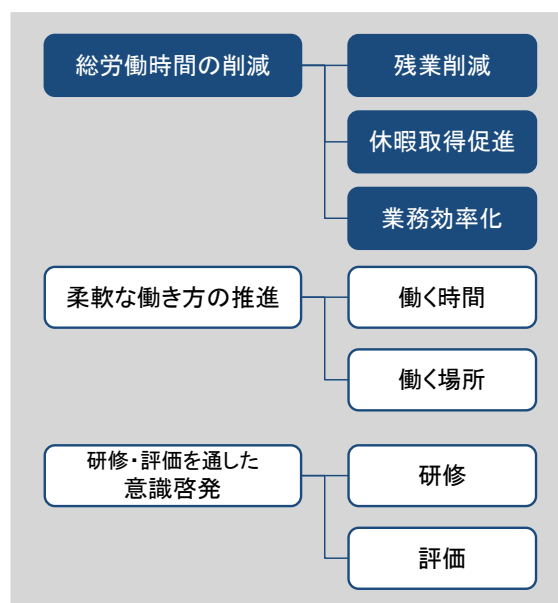 総労働時間の削減
残業削減
休暇取得促進
業務効率化
柔軟な働き方の推進
働く時間
働く場所
研修・評価を通した
意識啓発
研修
評価